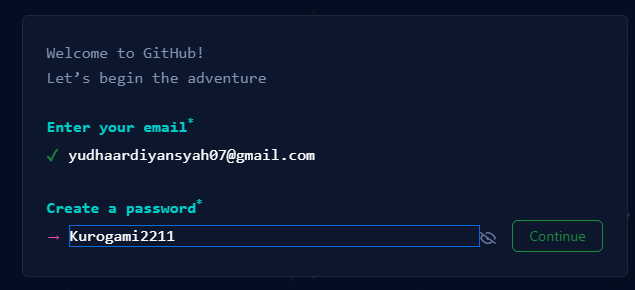 Welcome to GitHub!
Let’s begin the adventure
Enter your email*
✓ yudhaardiyansyah07@gmail.com
Create a password*
→ Kurogami2211
Continue